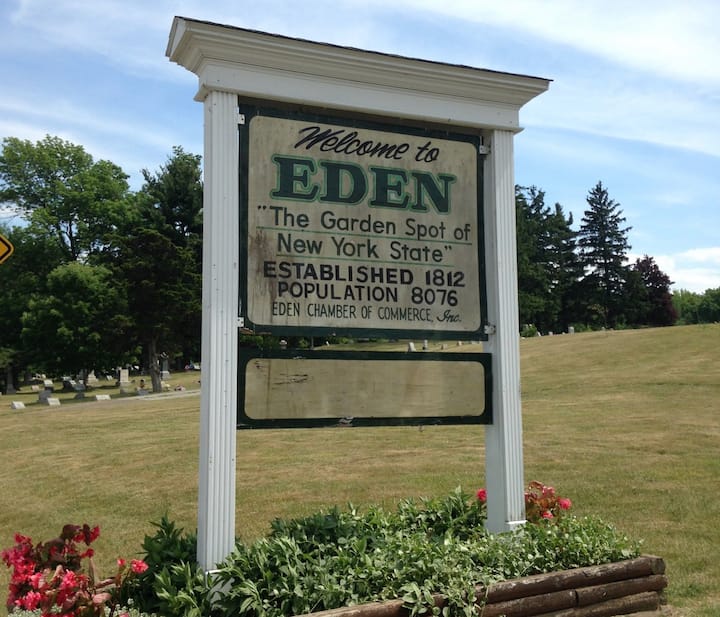 Welcome to
EDEN
"The Garden Spot of
New York State"
ESTABLISHED 1812
POPULATION 8076
EDEN CHAMBER OF COMMERCE, Inc.